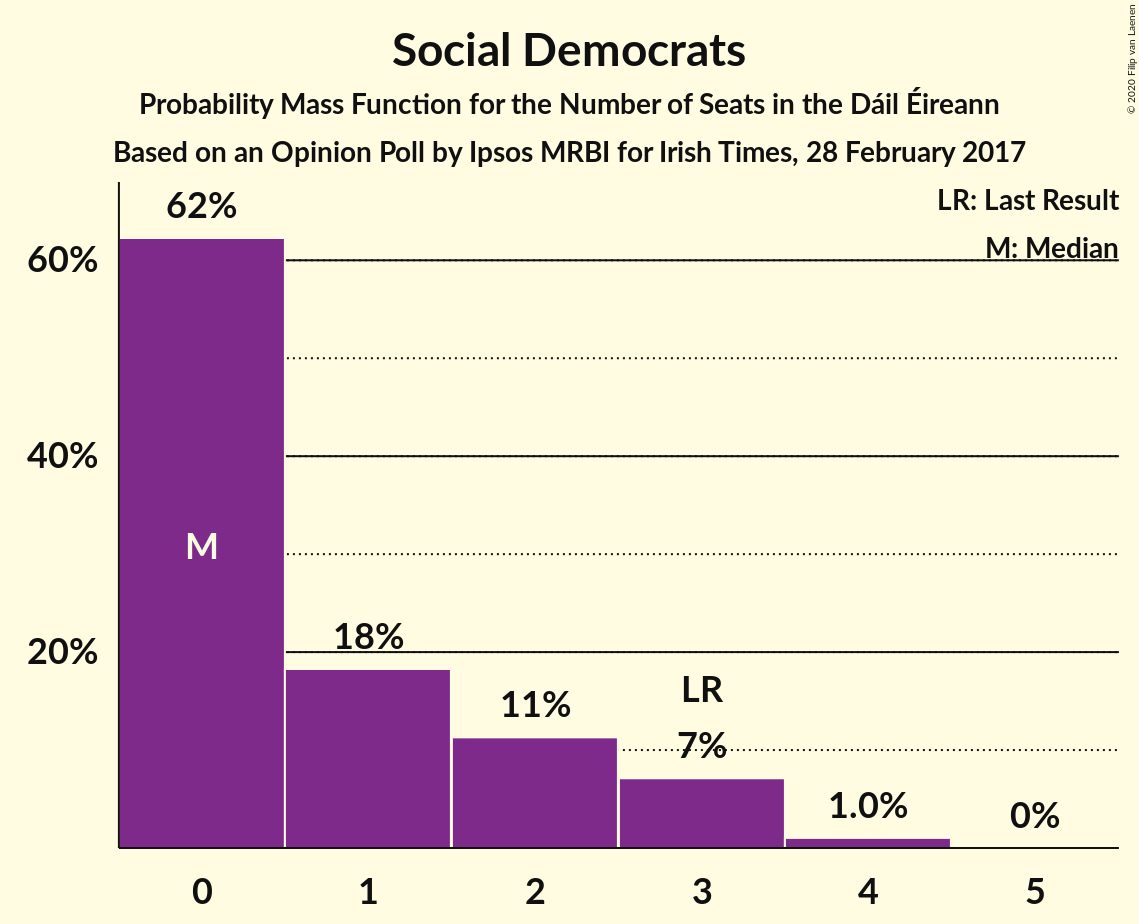 Social Democrats
Probability Mass Function for the Number of Seats in the Dáil Éireann
Based on an Opinion Poll by Ipsos MRBI for Irish Times, 28 February 2017
© 2020 Filip van Laenen
LR: Last Result
M: Median
62%
60%
40%
M
20%
18%
11%
LR
7%
1.0%
0%
0 1 2 3 4 5